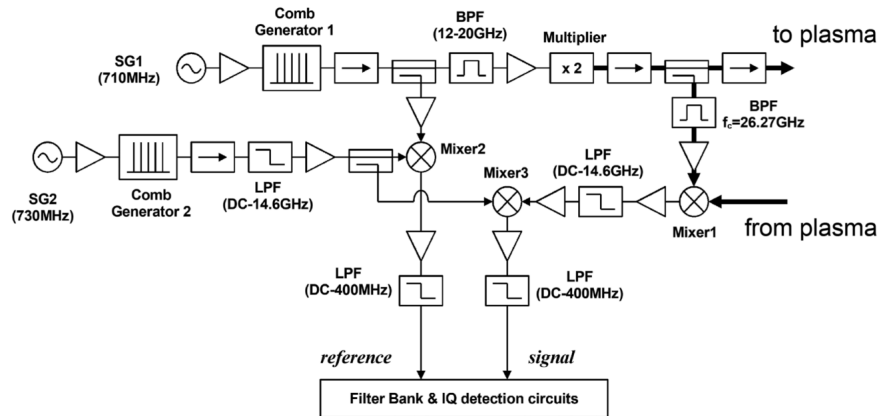 Comb
Generator 1
SG1
(710MHz)
BPF
(12-20GHz)
Multiplier
x 2
to plasma
BPF
fc=26.27GHz
SG2
(730MHz)
Comb
Generator 2
LPF
(DC-14.6GHz)
Mixer2
Mixer3
LPF
(DC-14.6GHz)
Mixer1
from plasma
LPF
(DC-400MHz)
LPF
(DC-400MHz)
reference
signal
Filter Bank & IQ detection circuits